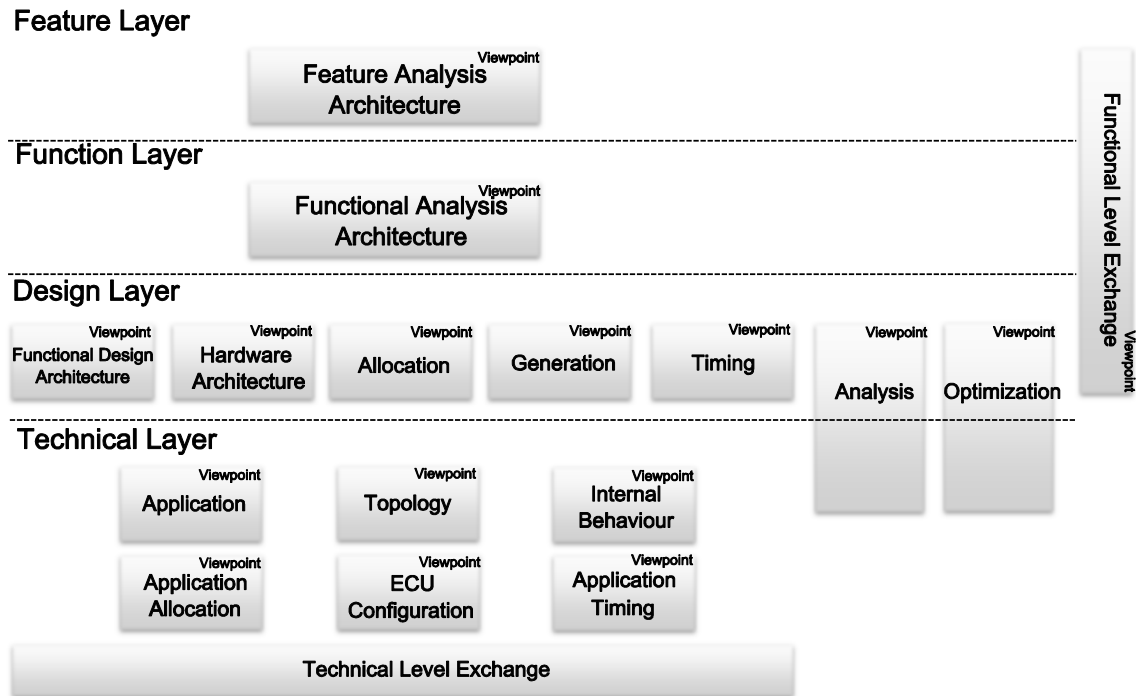 Feature Layer
Viewpoint
Feature Analysis
Architecture
Function Layer
Viewpoint
Functional Analysis
Architecture
Functional Level Exchange
Viewpoint
Design Layer
Viewpoint
Functional Design
Architecture
Viewpoint
Hardware
Architecture
Viewpoint
Allocation
Viewpoint
Generation
Viewpoint
Timing
Viewpoint
Analysis
Viewpoint
Optimization
Technical Layer
Viewpoint
Application
Viewpoint
Topology
Viewpoint
Internal
Behaviour
Viewpoint
Application
Allocation
Viewpoint
ECU
Configuration
Viewpoint
Application
Timing
Technical Level Exchange